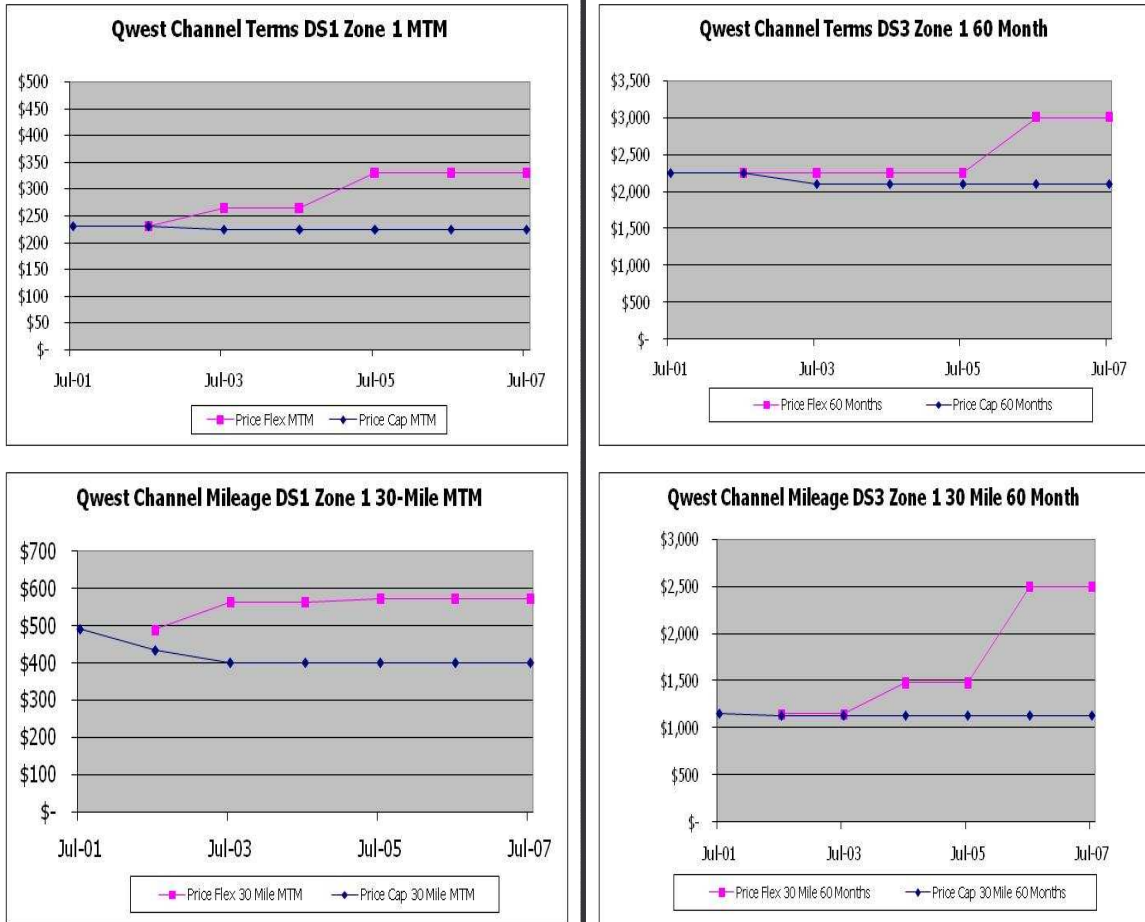 Qwest Channel Terms DS1 Zone 1 MTM
$500
$450
$400
$350
$300
$250
$200
$150
$100
$50
$-
Jul-01 Jul-03 Jul-05 Jul-07
Price Flex MTM Price Cap MTM
Qwest Channel Terms DS3 Zone 1 60 Month
$3,500
$3,000
$2,500
$2,000
$1,500
$1,000
$500
$-
Jul-01 Jul-03 Jul-05 Jul-07
Price Flex 60 Months Price Cap 60 Months
Qwest Channel Mileage DS1 Zone 1 30-Mile MTM
$700
$600
$500
$400
$300
$200
$100
$-
Jul-01 Jul-03 Jul-05 Jul-07
Price Flex 30 Mile MTM Price Cap 30 Mile MTM
Qwest Channel Mileage DS3 Zone 1 30 Mile 60 Month
$3,000
$2,500
$2,000
$1,500
$1,000
$500
$-
Jul-01 Jul-03 Jul-05 Jul-07
Price Flex 30 Mile 60 Months Price Cap 30 Mile 60 Months